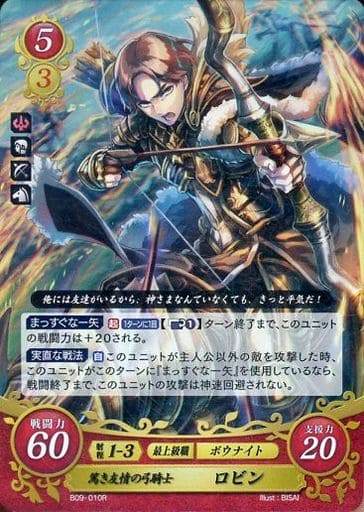 5
3
俺には友達がいるから、神さまなんていなくても、きっと平気だ!
まっすぐな一矢 起 1ターンに1回 【1】ターン終了まで、このユニット
の戦闘力は+20される。
実直な戦法 自 このユニットが主人公以外の敵を攻撃した時、
このユニットがこのターンに『まっすぐな一矢』を使用しているなら、
戦闘終了まで、このユニットの攻撃は神速回避されない。
戦闘力
60
射程 1-3 最上級職 ボウナイト
支援力
20
篤き友情の弓騎士 ロビン
B09-010R
Illust:BISAI